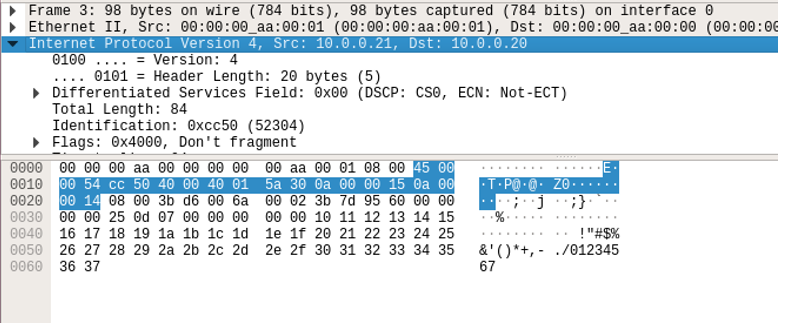 Frame 3: 98 bytes on wire (784 bits), 98 bytes captured (784 bits) on interface 0
Ethernet II, Src: 00:00:00_aa:00:01 (00:00:00:aa:00:01), Dst: 00:00:00_aa:00:00 (00:00:00
Internet Protocol Version 4, Src: 10.0.0.21, Dst: 10.0.0.20
0100 .... = Version: 4
.... 0101 = Header Length: 20 bytes (5)
Differentiated Services Field: 0x00 (DSCP: CS0, ECN: Not-ECT)
Total Length: 84
Identification: 0xcc50 (52304)
Flags: 0x4000, Don't fragment
0000 00 00 00 aa 00 00 00 00 00 aa 00 01 08 00 45 00 ········ ······E·
0010 00 54 cc 50 40 00 40 01 5a 30 0a 00 00 15 0a 00 ·T·P@·@· Z0······
0020 00 14 08 00 3b d6 00 6a 00 02 3b 7d 95 60 00 00 ····;··j ··;}·`··
0030 00 00 25 0d 07 00 00 00 00 00 10 11 12 13 14 15 ··%····· ········
0040 16 17 18 19 1a 1b 1c 1d 1e 1f 20 21 22 23 24 25 ········ ·· !"#$%
0050 26 27 28 29 2a 2b 2c 2d 2e 2f 30 31 32 33 34 35 &'()*+,- ./012345
0060 36 37 67